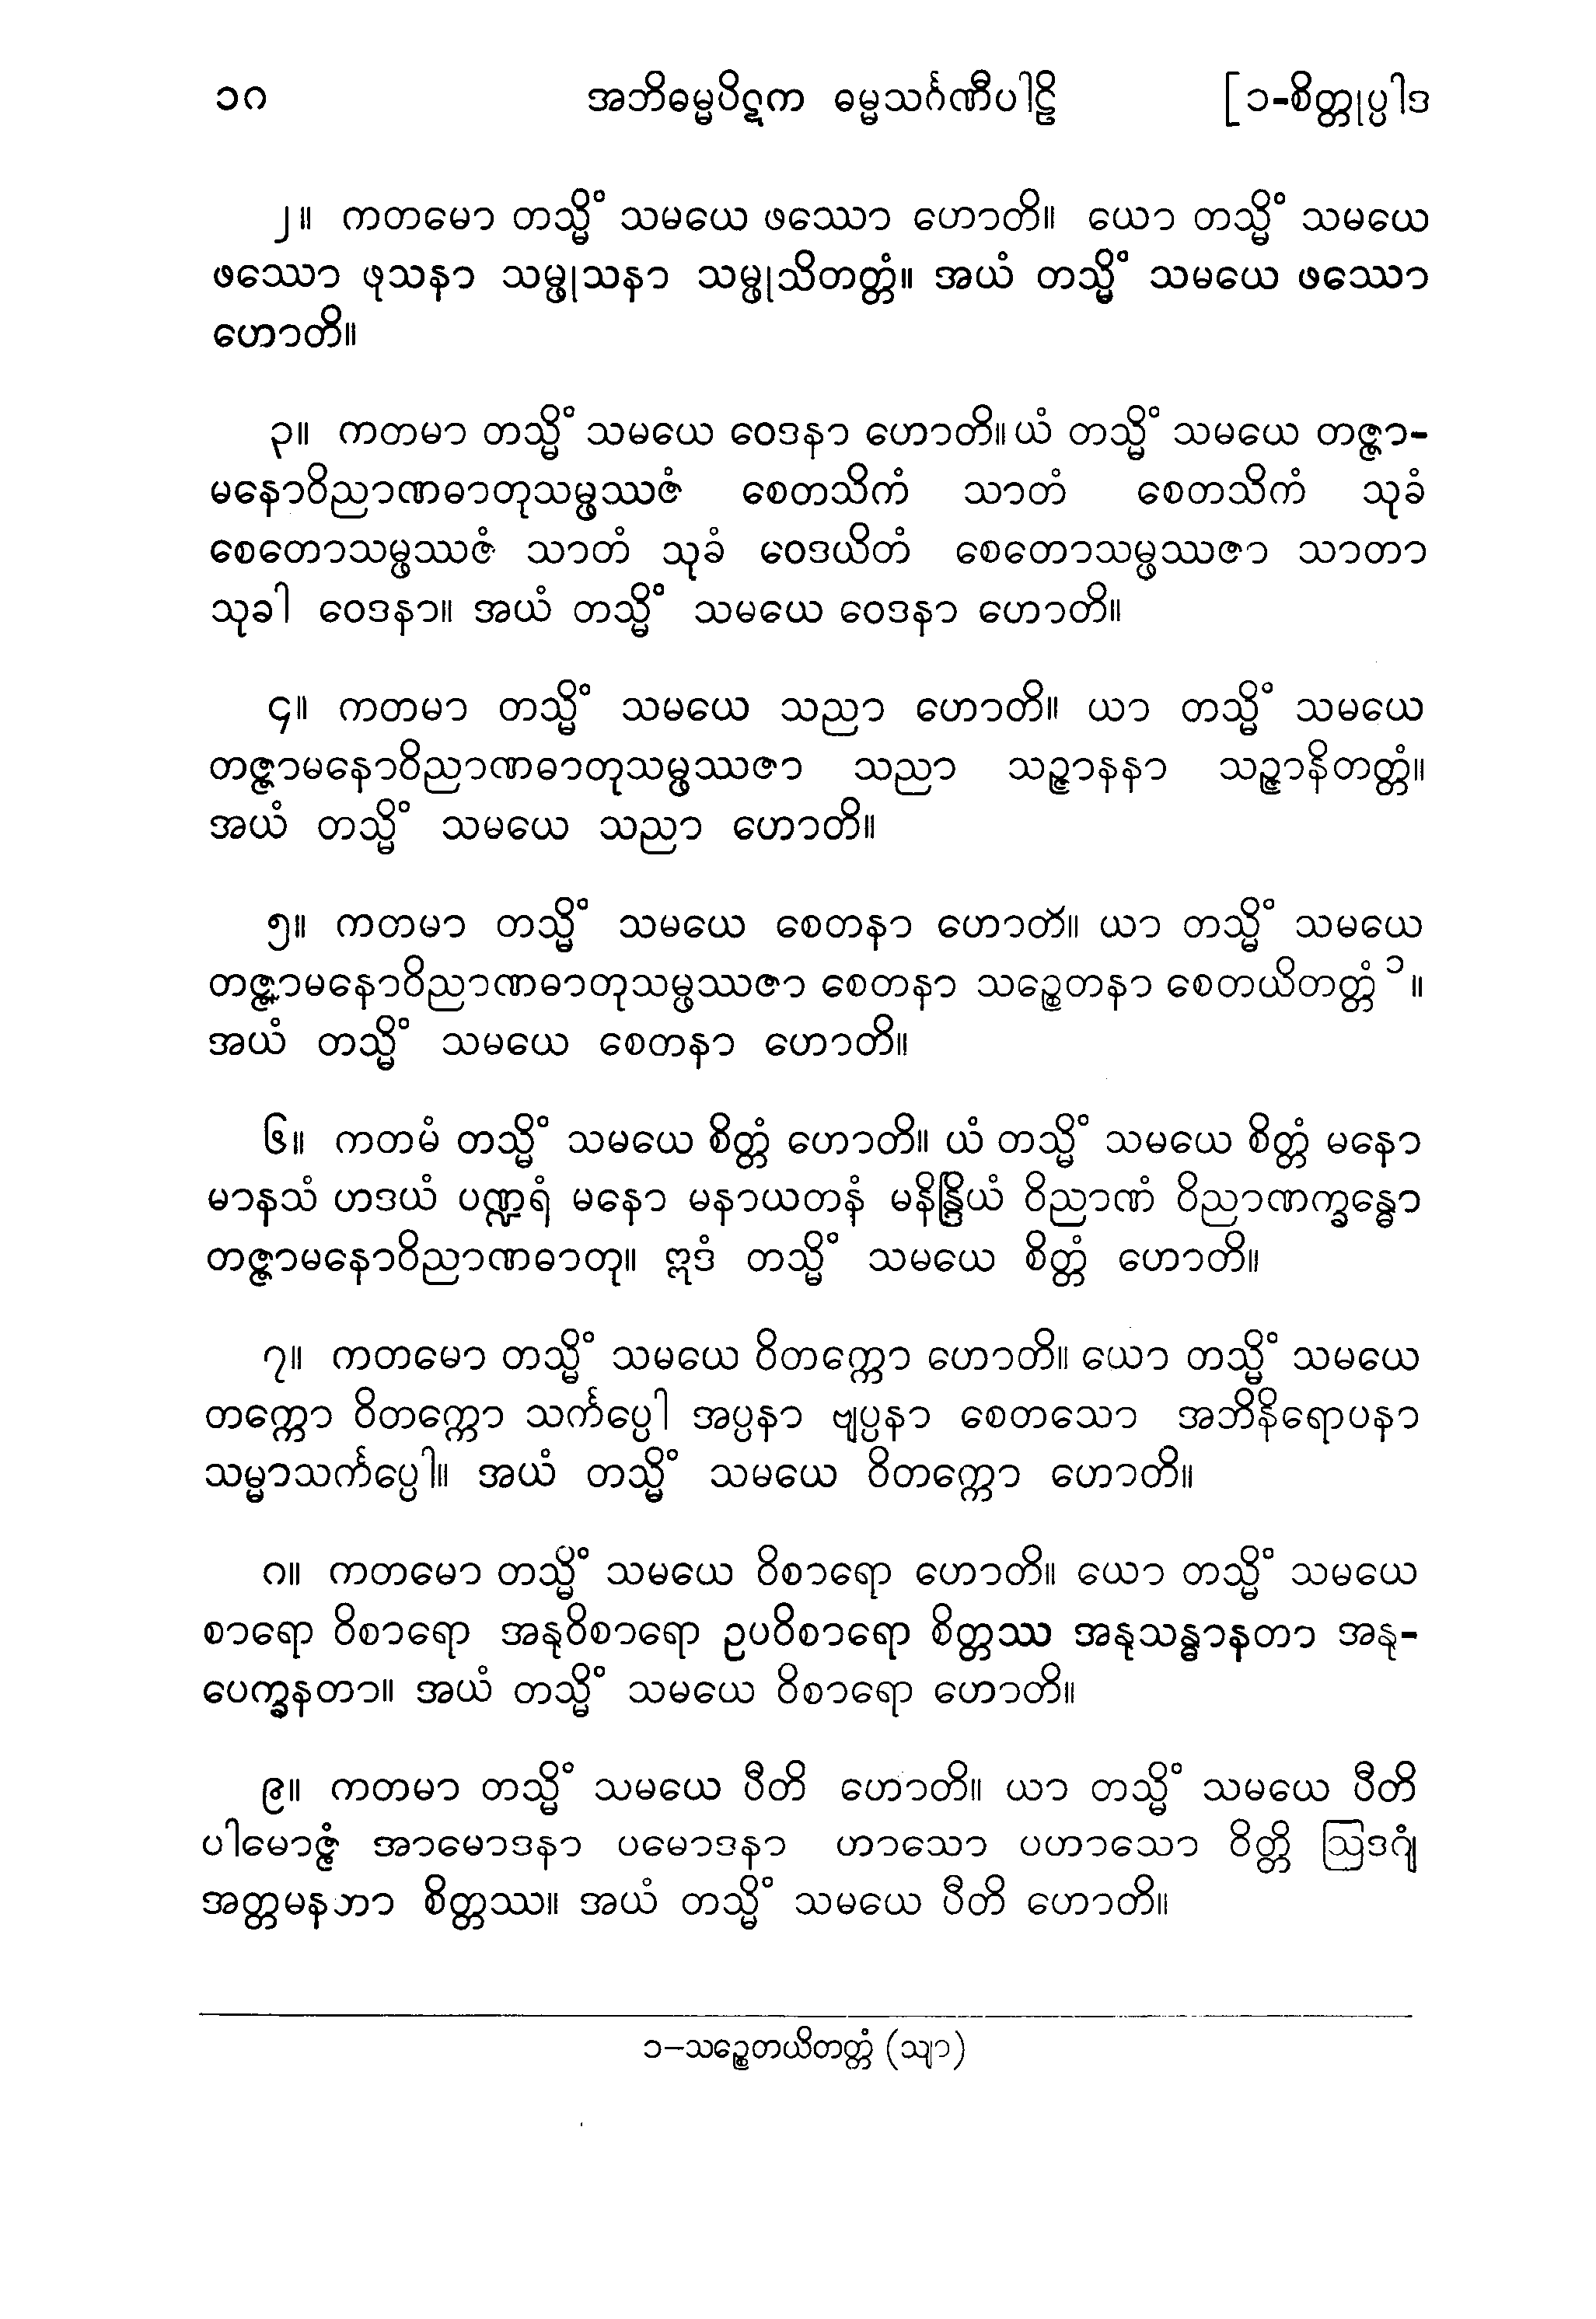 ၁ဂ အဘိဓမ္မပိဋက ဓမ္မသင်္ဂဏီပါဠိ [၁-စိတ္တုပ္ပါဒ
၂။ ကတမော တသ္မိံ သမယေ ဖဿော ဟောတိ။ ယော တသ္မိံ သမယေ
ဖဿော ဖုသနာ သမ္ဖုသနာ သမ္ဖုသိတတ္တံ။ အယံ တသ္မိံ သမယေ ဖဿော
ဟောတိ။
၃။ ကတမာ တသ္မိံ သမယေ ဝေဒနာ ဟောတိ။ ယံ တသ္မိံ သမယေ တဇ္ဇာ-
မနောဝိညာဏဓာတုသမ္ဖဿဇံ စေတသိကံ သာတံ စေတသိကံ သုခံ
စေတောသမ္ဖဿဇံ သာတံ သုခံ ဝေဒယိတံ စေတောသမ္ဖဿဇာ သာတာ
သုခါ ဝေဒနာ။ အယံ တသ္မိံ သမယေ ဝေဒနာ ဟောတိ။
၄။ ကတမာ တသ္မိံ သမယေ သညာ ဟောတိ။ ယာ တသ္မိံ သမယေ
တဇ္ဇာမနောဝိညာဏဓာတုသမ္ဖဿဇာ သညာ သဉ္ဇာနနာ သဉ္ဇာနိတတ္တံ။
အယံ တသ္မိံ သမယေ သညာ ဟောတိ။
၅။ ကတမာ တသ္မိံ သမယေ စေတနာ ဟောတိ။ ယာ တသ္မိံ သမယေ
တဇ္ဇာမနောဝိညာဏဓာတုသမ္ဖဿဇာ စေတနာ သဉ္စေတနာ စေတယိတတ္တံ ၁။
အယံ တသ္မိံ သမယေ စေတနာ ဟောတိ။
၆။ ကတမံ တသ္မိံ သမယေ စိတ္တံ ဟောတိ။ ယံ တသ္မိံ သမယေ စိတ္တံ မနော
မာနသံ ဟဒယံ ပဏ္ဍရံ မနော မနာယတနံ မနိန္ဒြိယံ ဝိညာဏံ ဝိညာဏက္ခန္ဓော
တဇ္ဇာမနောဝိညာဏဓာတု။ ဣဒံ တသ္မိံ သမယေ စိတ္တံ ဟောတိ။
၇။ ကတမော တသ္မိံ သမယေ ဝိတက္ကော ဟောတိ။ ယော တသ္မိံ သမယေ
တက္ကော ဝိတက္ကော သင်္ကပ္ပေါ အပ္ပနာ ဗျပ္ပနာ စေတသော အဘိနိရောပနာ
သမ္မာသင်္ကပ္ပေါ။ အယံ တသ္မိံ သမယေ ဝိတက္ကော ဟောတိ။
၈။ ကတမော တသ္မိံ သမယေ ဝိစာရော ဟောတိ။ ယော တသ္မိံ သမယေ
စာရော ဝိစာရော အနုဝိစာရော ဥပဝိစာရော စိတ္တဿ အနုသန္ဓာနတာ အနု-
ပေက္ခနတာ။ အယံ တသ္မိံ သမယေ ဝိစာရော ဟောတိ။
၉။ ကတမာ တသ္မိံ သမယေ ပီတိ ဟောတိ။ ယာ တသ္မိံ သမယေ ပီတိ
ပါမောဇ္ဇံ အာမောဒနာ ပမောဒနာ ဟာသော ပဟာသော ဝိတ္တိ ဩဒဂျံ
အတ္တမနတာ စိတ္တဿ။ အယံ တသ္မိံ သမယေ ပီတိ ဟောတိ။
၁-သဉ္စေတယိတတ္တံ (သျာ)